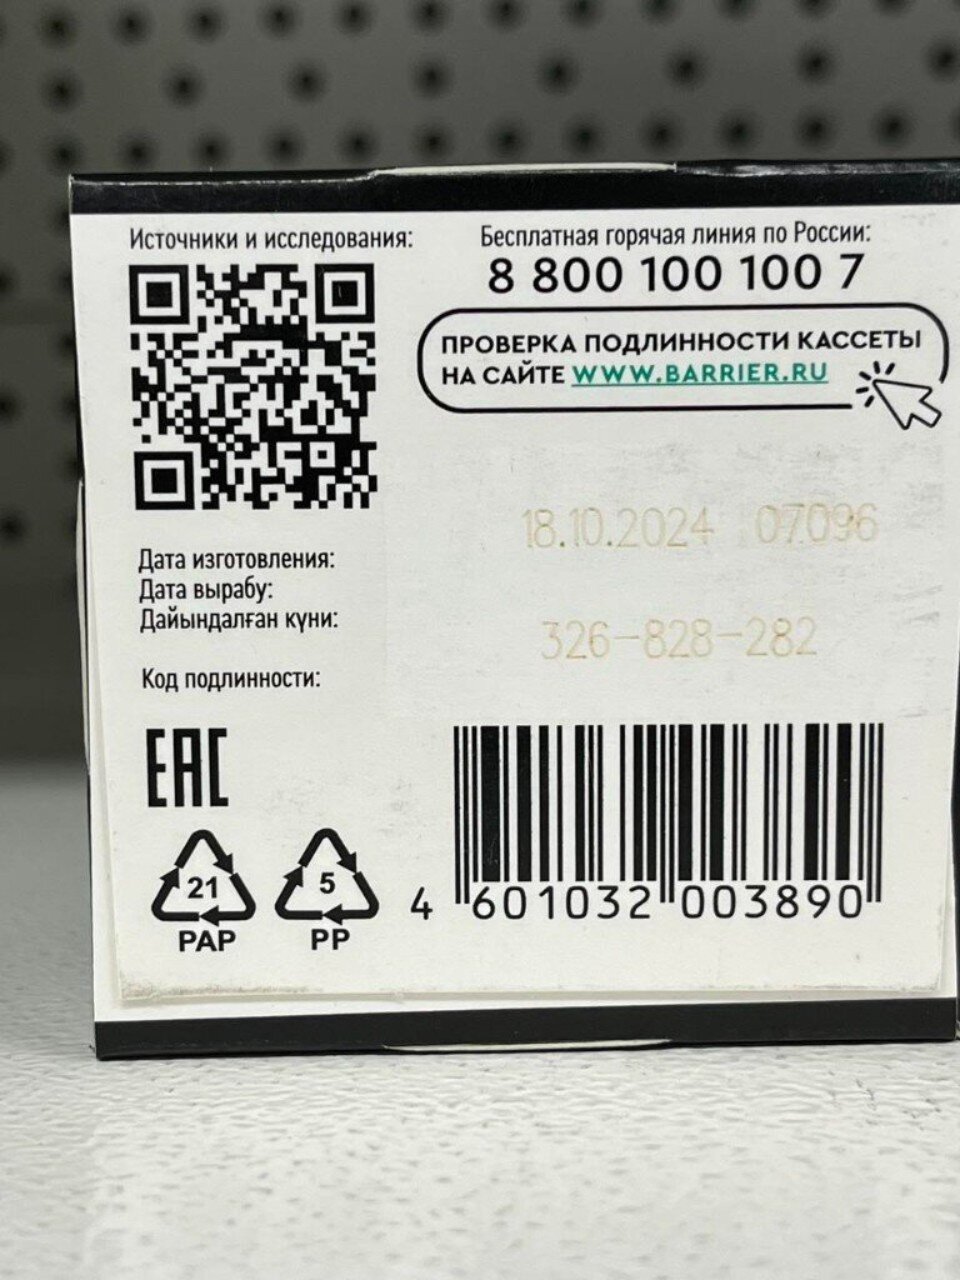 Источники и исследования:
Бесплатная горячая линия по России:
8 800 100 100 7
ПРОВЕРКА ПОДЛИННОСТИ КАССЕТЫ
НА САЙТЕ WWW.BARRIER.RU
18.10.2024 07096
Дата изготовления:
Дата вырабу:
Дайындалған күні:
326-828-282
Код подлинности:
EAC
21
PAP
5
PP
4 601032 003890